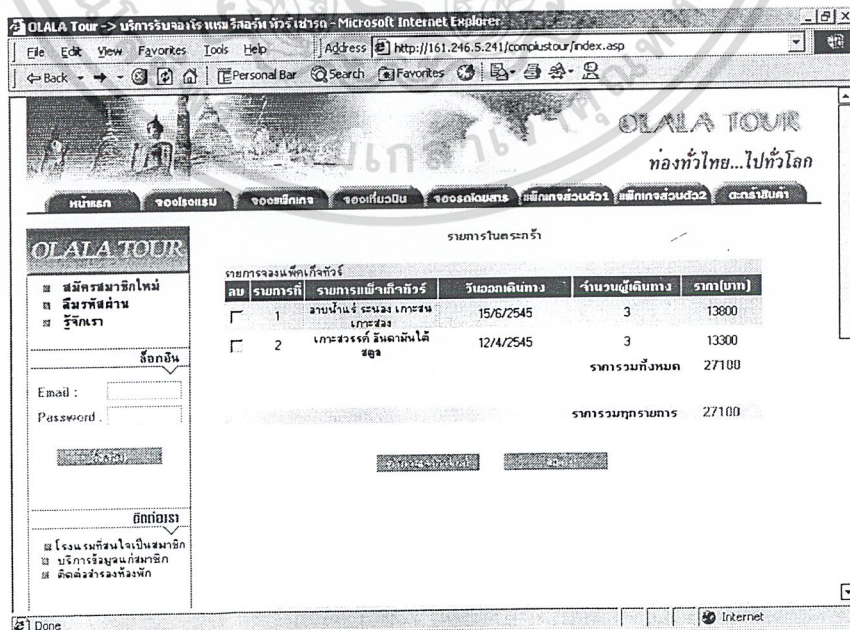 OLALA Tour -> บริการรับจองโรงแรม รีสอร์ท ทัวร์ เช่ารถ - Microsoft Internet Explorer
File Edit View Favorites Tools Help Address http://161.246.5.241/complustour/index.asp
Back Personal Bar Search Favorites
OLALA TOUR
ท่องทั่วไทย...ไปทั่วโลก
หน้าแรก จองโรงแรม จองแพ็กเกจ จองเที่ยวบิน จองรถโดยสาร แพ็กเกจส่วนตัว1 แพ็กเกจส่วนตัว2 ตะกร้าสินค้า
OLALA TOUR
สมัครสมาชิกใหม่
ลืมรหัสผ่าน
รู้จักเรา
ล็อกอิน
Email :
Password :
ติดต่อเรา
โรงแรมที่สนใจเป็นสมาชิก
บริการข้อมูลแก่สมาชิก
ติดต่อสำรองห้องพัก
รายการในตระกร้า
รายการจองแพ็คเก็จทัวร์
ลบ รายการที่ รายการแพ็จเก็จทัวร์ วันออกเดินทาง จำนวนผู้เดินทาง ราคา(บาท)
1 อาบน้ำแร่ ระนอง เกาะสน เกาะสอง 15/6/2545 3 13800
2 เกาะสวรรค์ อันดามันใต้ สตูล 12/4/2545 3 13300
ราคารวมทั้งหมด 27100
ราคารวมทุกรายการ 27100
Done Internet